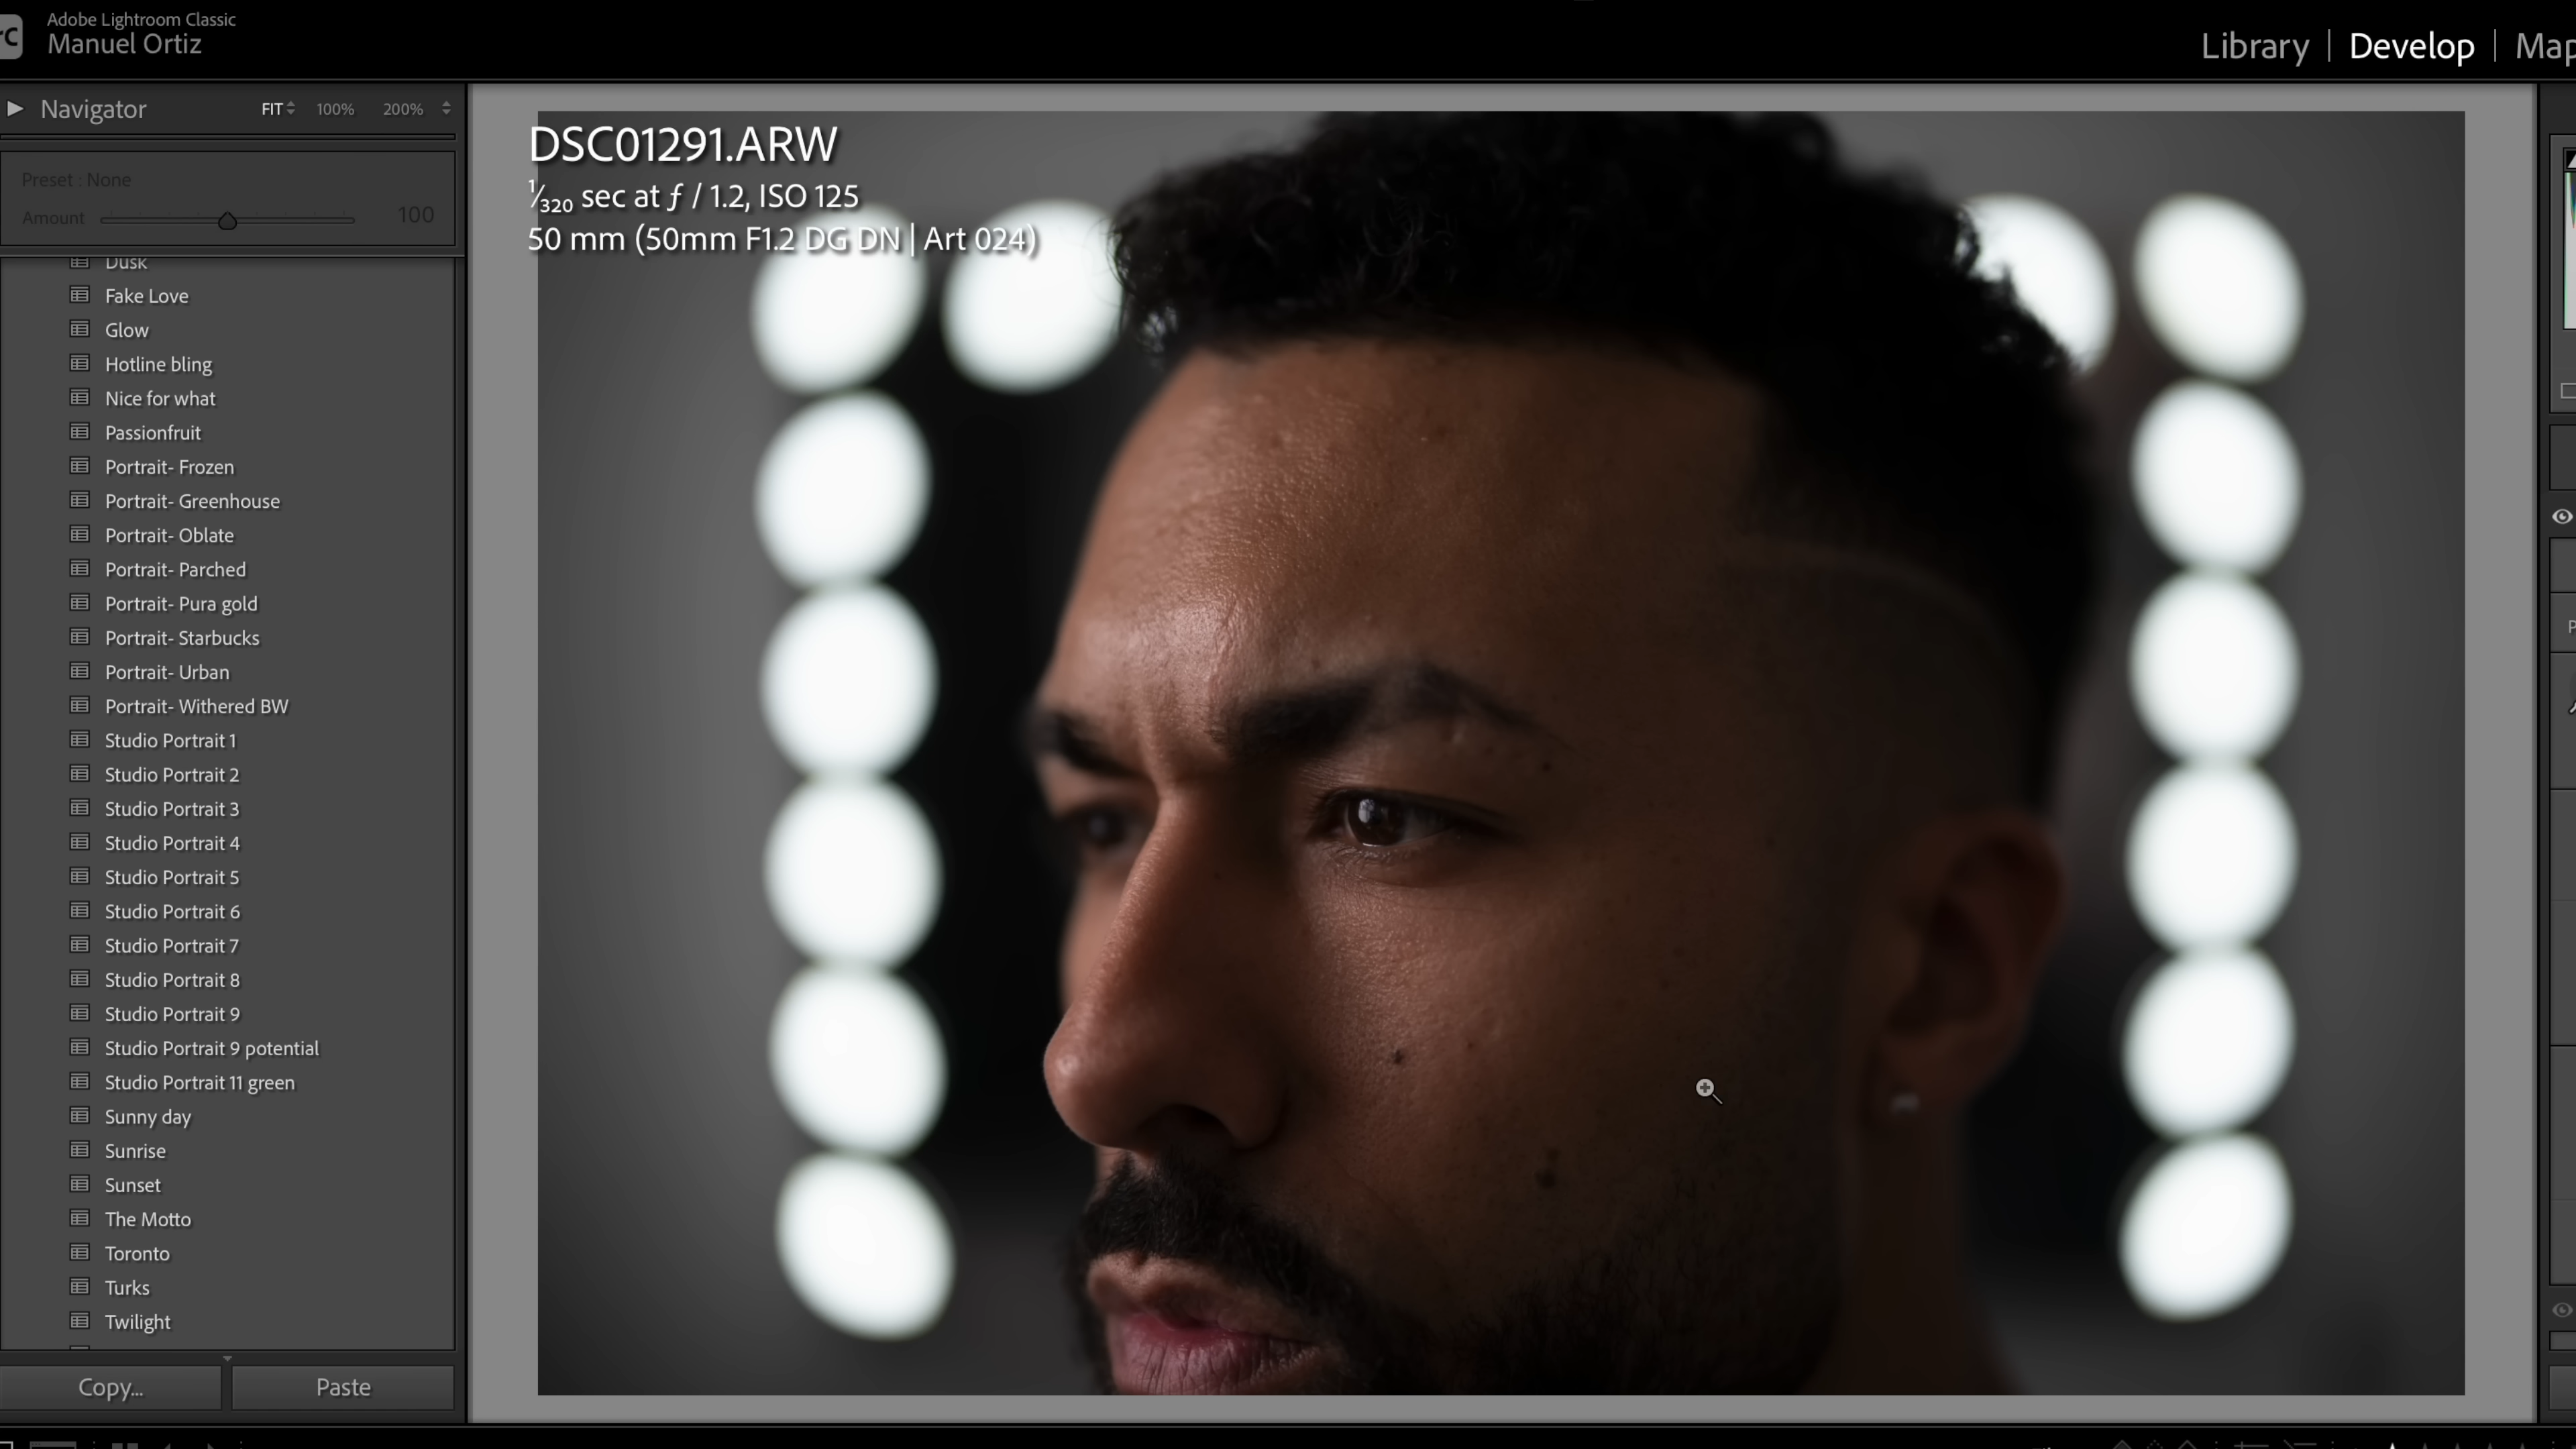 Adobe Lightroom Classic
Manuel Ortiz
Library | Develop |
Navigator FIT 100% 200%
Preset : None
Amount 100
Dusk
Fake Love
Glow
Hotline bling
Nice for what
Passionfruit
Portrait- Frozen
Portrait- Greenhouse
Portrait- Oblate
Portrait- Parched
Portrait- Pura gold
Portrait- Starbucks
Portrait- Urban
Portrait- Withered BW
Studio Portrait 1
Studio Portrait 2
Studio Portrait 3
Studio Portrait 4
Studio Portrait 5
Studio Portrait 6
Studio Portrait 7
Studio Portrait 8
Studio Portrait 9
Studio Portrait 9 potential
Studio Portrait 11 green
Sunny day
Sunrise
Sunset
The Motto
Toronto
Turks
Twilight
Copy... Paste
DSC01291.ARW
1/320 sec at ƒ / 1.2, ISO 125
50 mm (50mm F1.2 DG DN | Art 024)